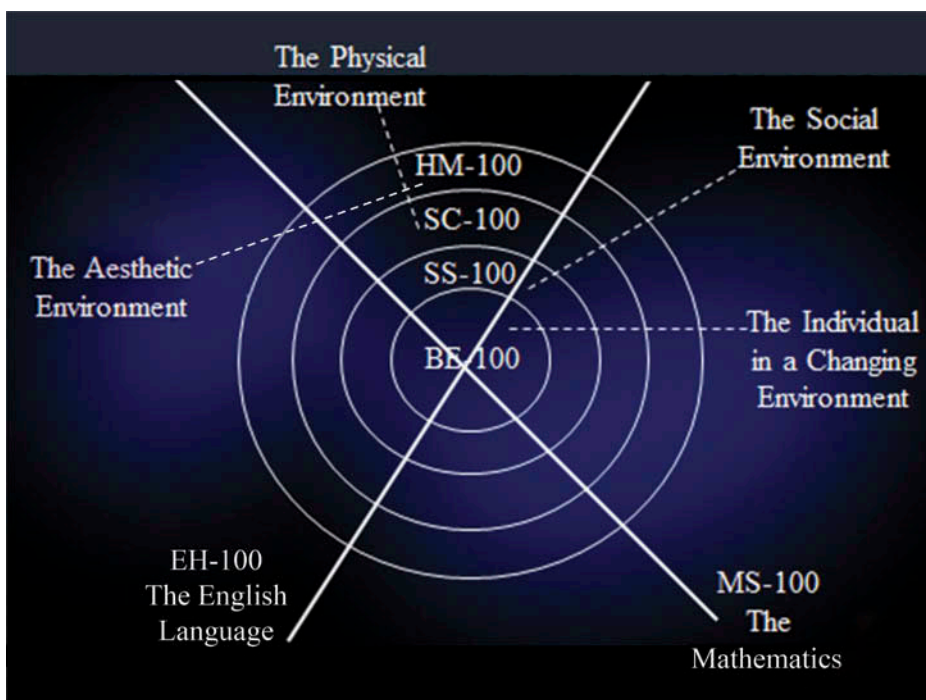 The Physical
Environment
The Social
Environment
HM-100
SC-100
SS-100
The Aesthetic
Environment
The Individual
in a Changing
Environment
BE-100
EH-100
The English
Language
MS-100
The
Mathematics